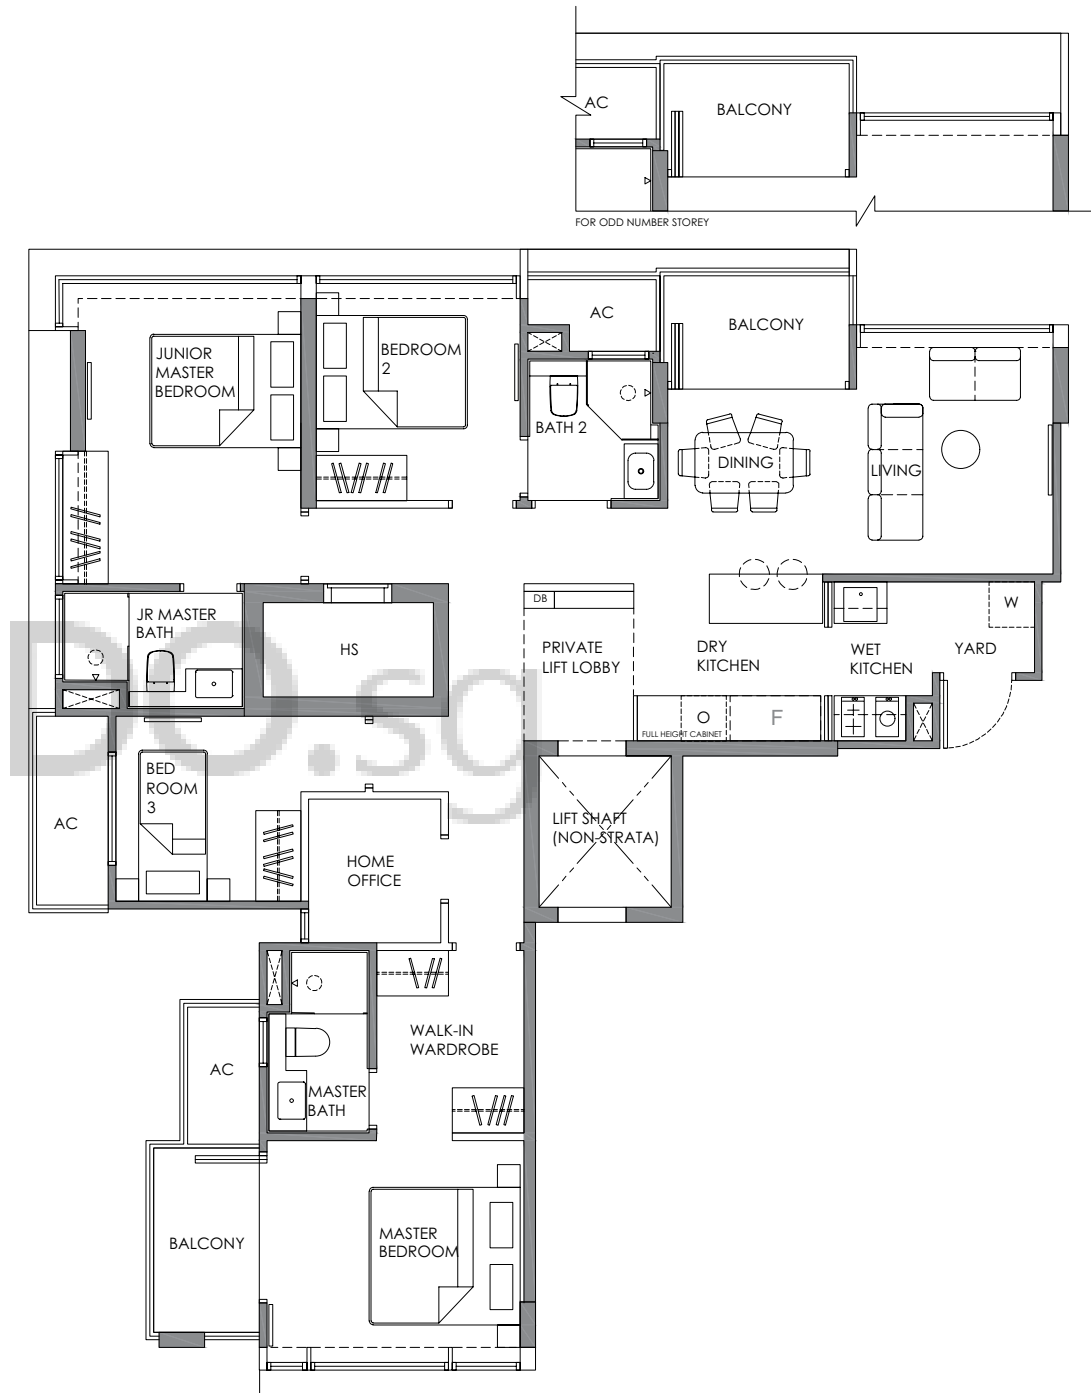 AC
BALCONY
FOR ODD NUMBER STOREY
AC
BALCONY
JUNIOR
MASTER
BEDROOM
BEDROOM
2
BATH 2
DINING
LIVING
DB
W
JR MASTER
BATH
HS
PRIVATE
LIFT LOBBY
DRY
KITCHEN
WET
KITCHEN
YARD
F
FULL HEIGHT CABINET
DO.sg
BED
ROOM
3
AC
LIFT SHAFT
(NON-STRATA)
HOME
OFFICE
WALK-IN
WARDROBE
AC
MASTER
BATH
BALCONY
MASTER
BEDROOM